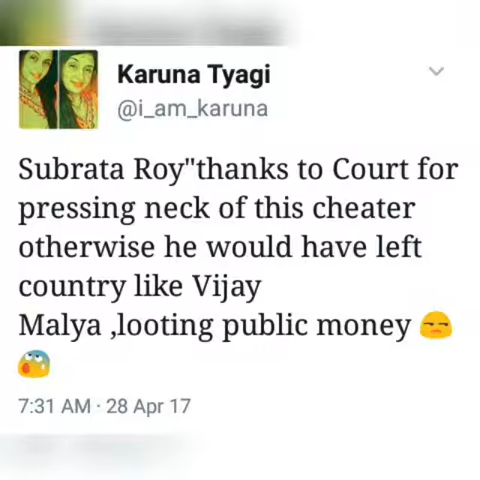 Karuna Tyagi
@i_am_karuna
Subrata Roy"thanks to Court for
pressing neck of this cheater
otherwise he would have left
country like Vijay
Malya ,looting public money 😒
😰
7:31 AM · 28 Apr 17